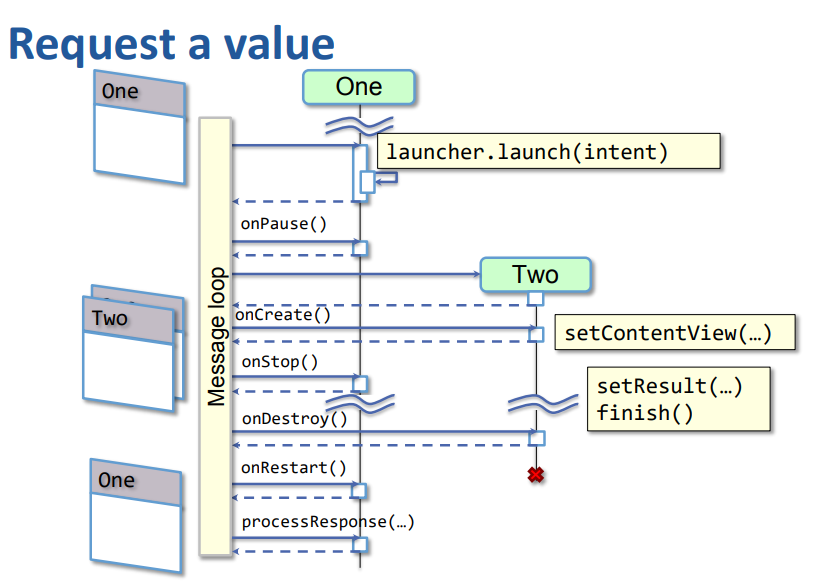 Request a value
One
One
launcher.launch(intent)
onPause()
Two
Message loop
Two
onCreate()
setContentView(…)
onStop()
setResult(…)
finish()
onDestroy()
onRestart()
One
processResponse(…)